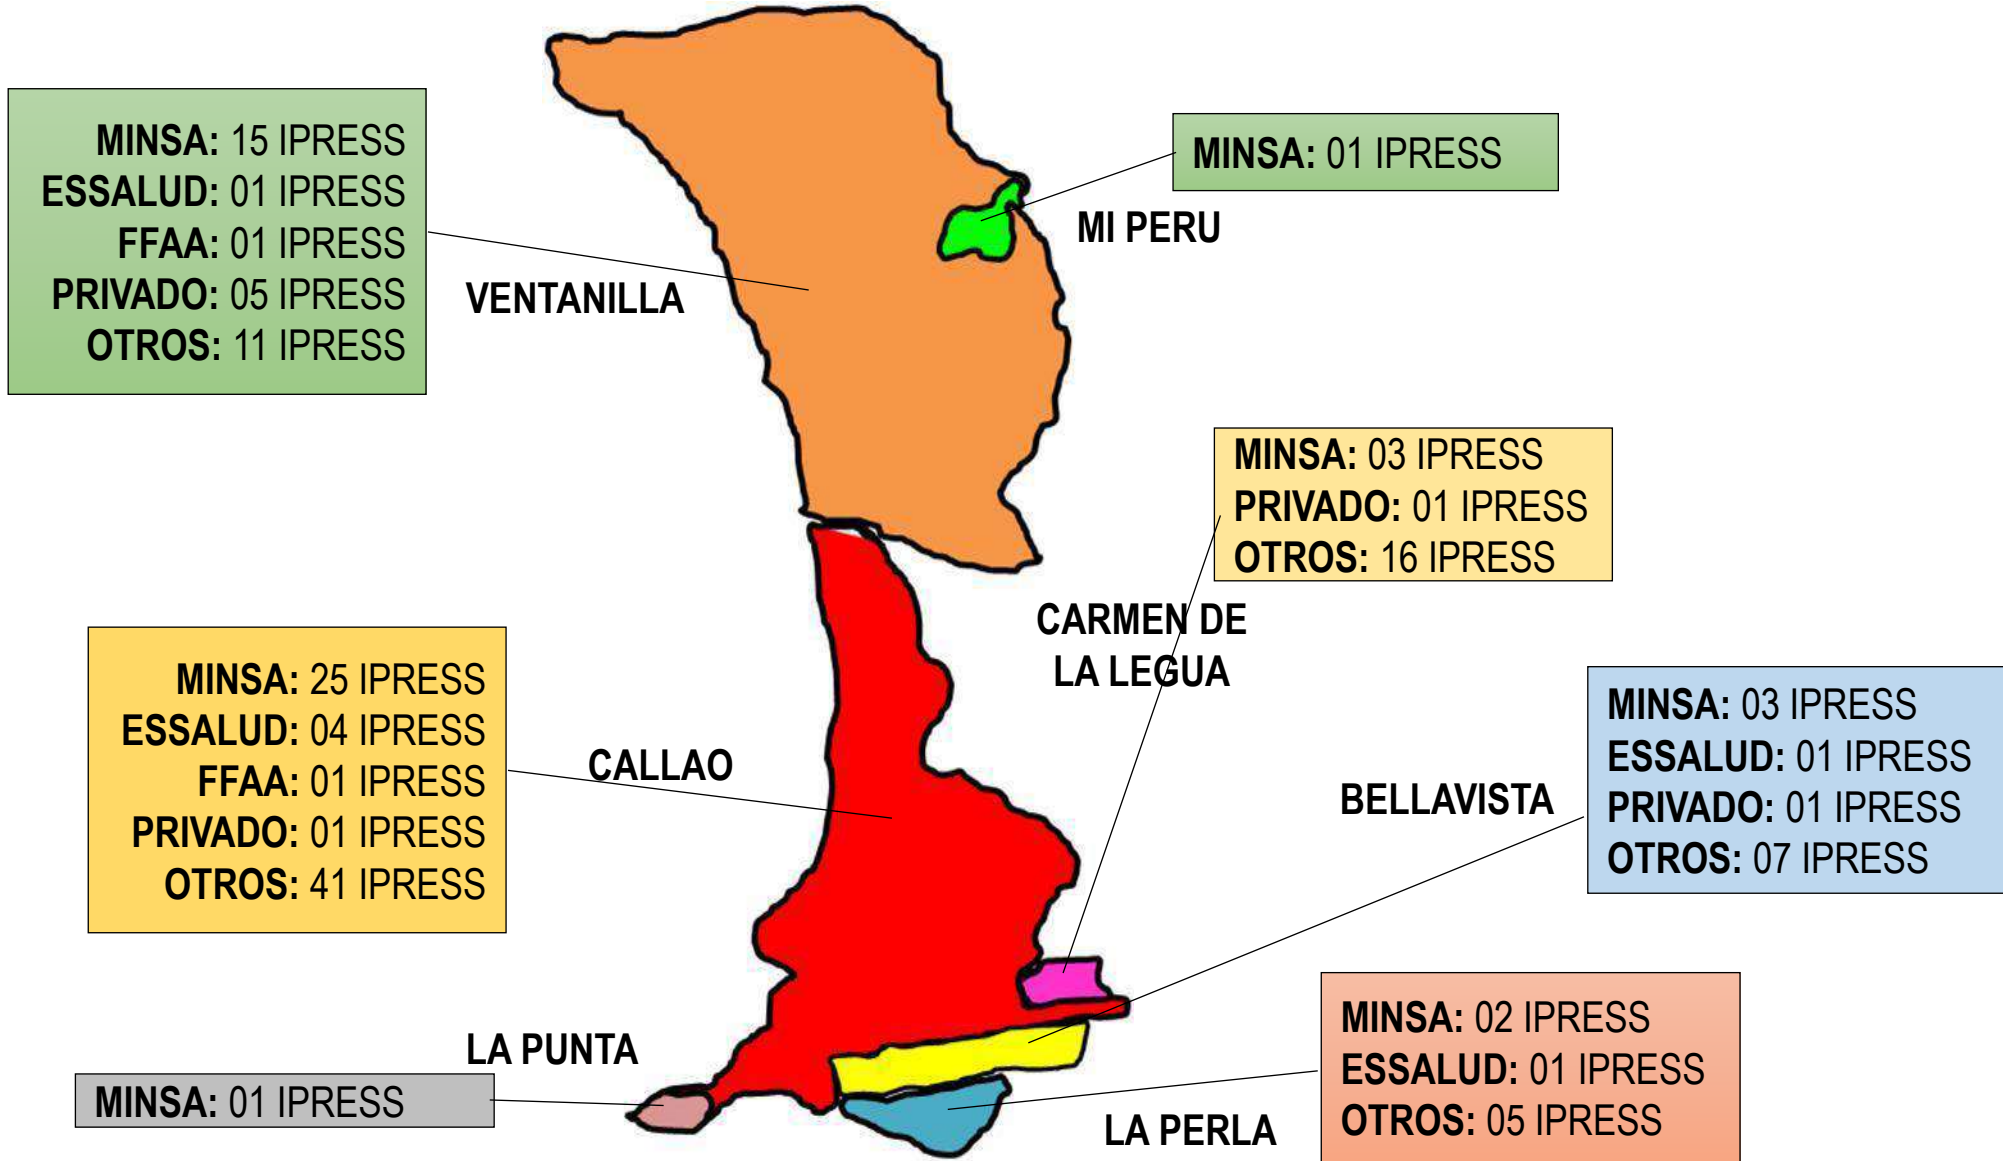 MINSA: 15 IPRESS
ESSALUD: 01 IPRESS
FFAA: 01 IPRESS
PRIVADO: 05 IPRESS
OTROS: 11 IPRESS
VENTANILLA
MINSA: 01 IPRESS
MI PERU
MINSA: 03 IPRESS
PRIVADO: 01 IPRESS
OTROS: 16 IPRESS
CARMEN DE
LA LEGUA
MINSA: 25 IPRESS
ESSALUD: 04 IPRESS
FFAA: 01 IPRESS
PRIVADO: 01 IPRESS
OTROS: 41 IPRESS
CALLAO
BELLAVISTA
MINSA: 03 IPRESS
ESSALUD: 01 IPRESS
PRIVADO: 01 IPRESS
OTROS: 07 IPRESS
LA PUNTA
MINSA: 01 IPRESS
LA PERLA
MINSA: 02 IPRESS
ESSALUD: 01 IPRESS
OTROS: 05 IPRESS